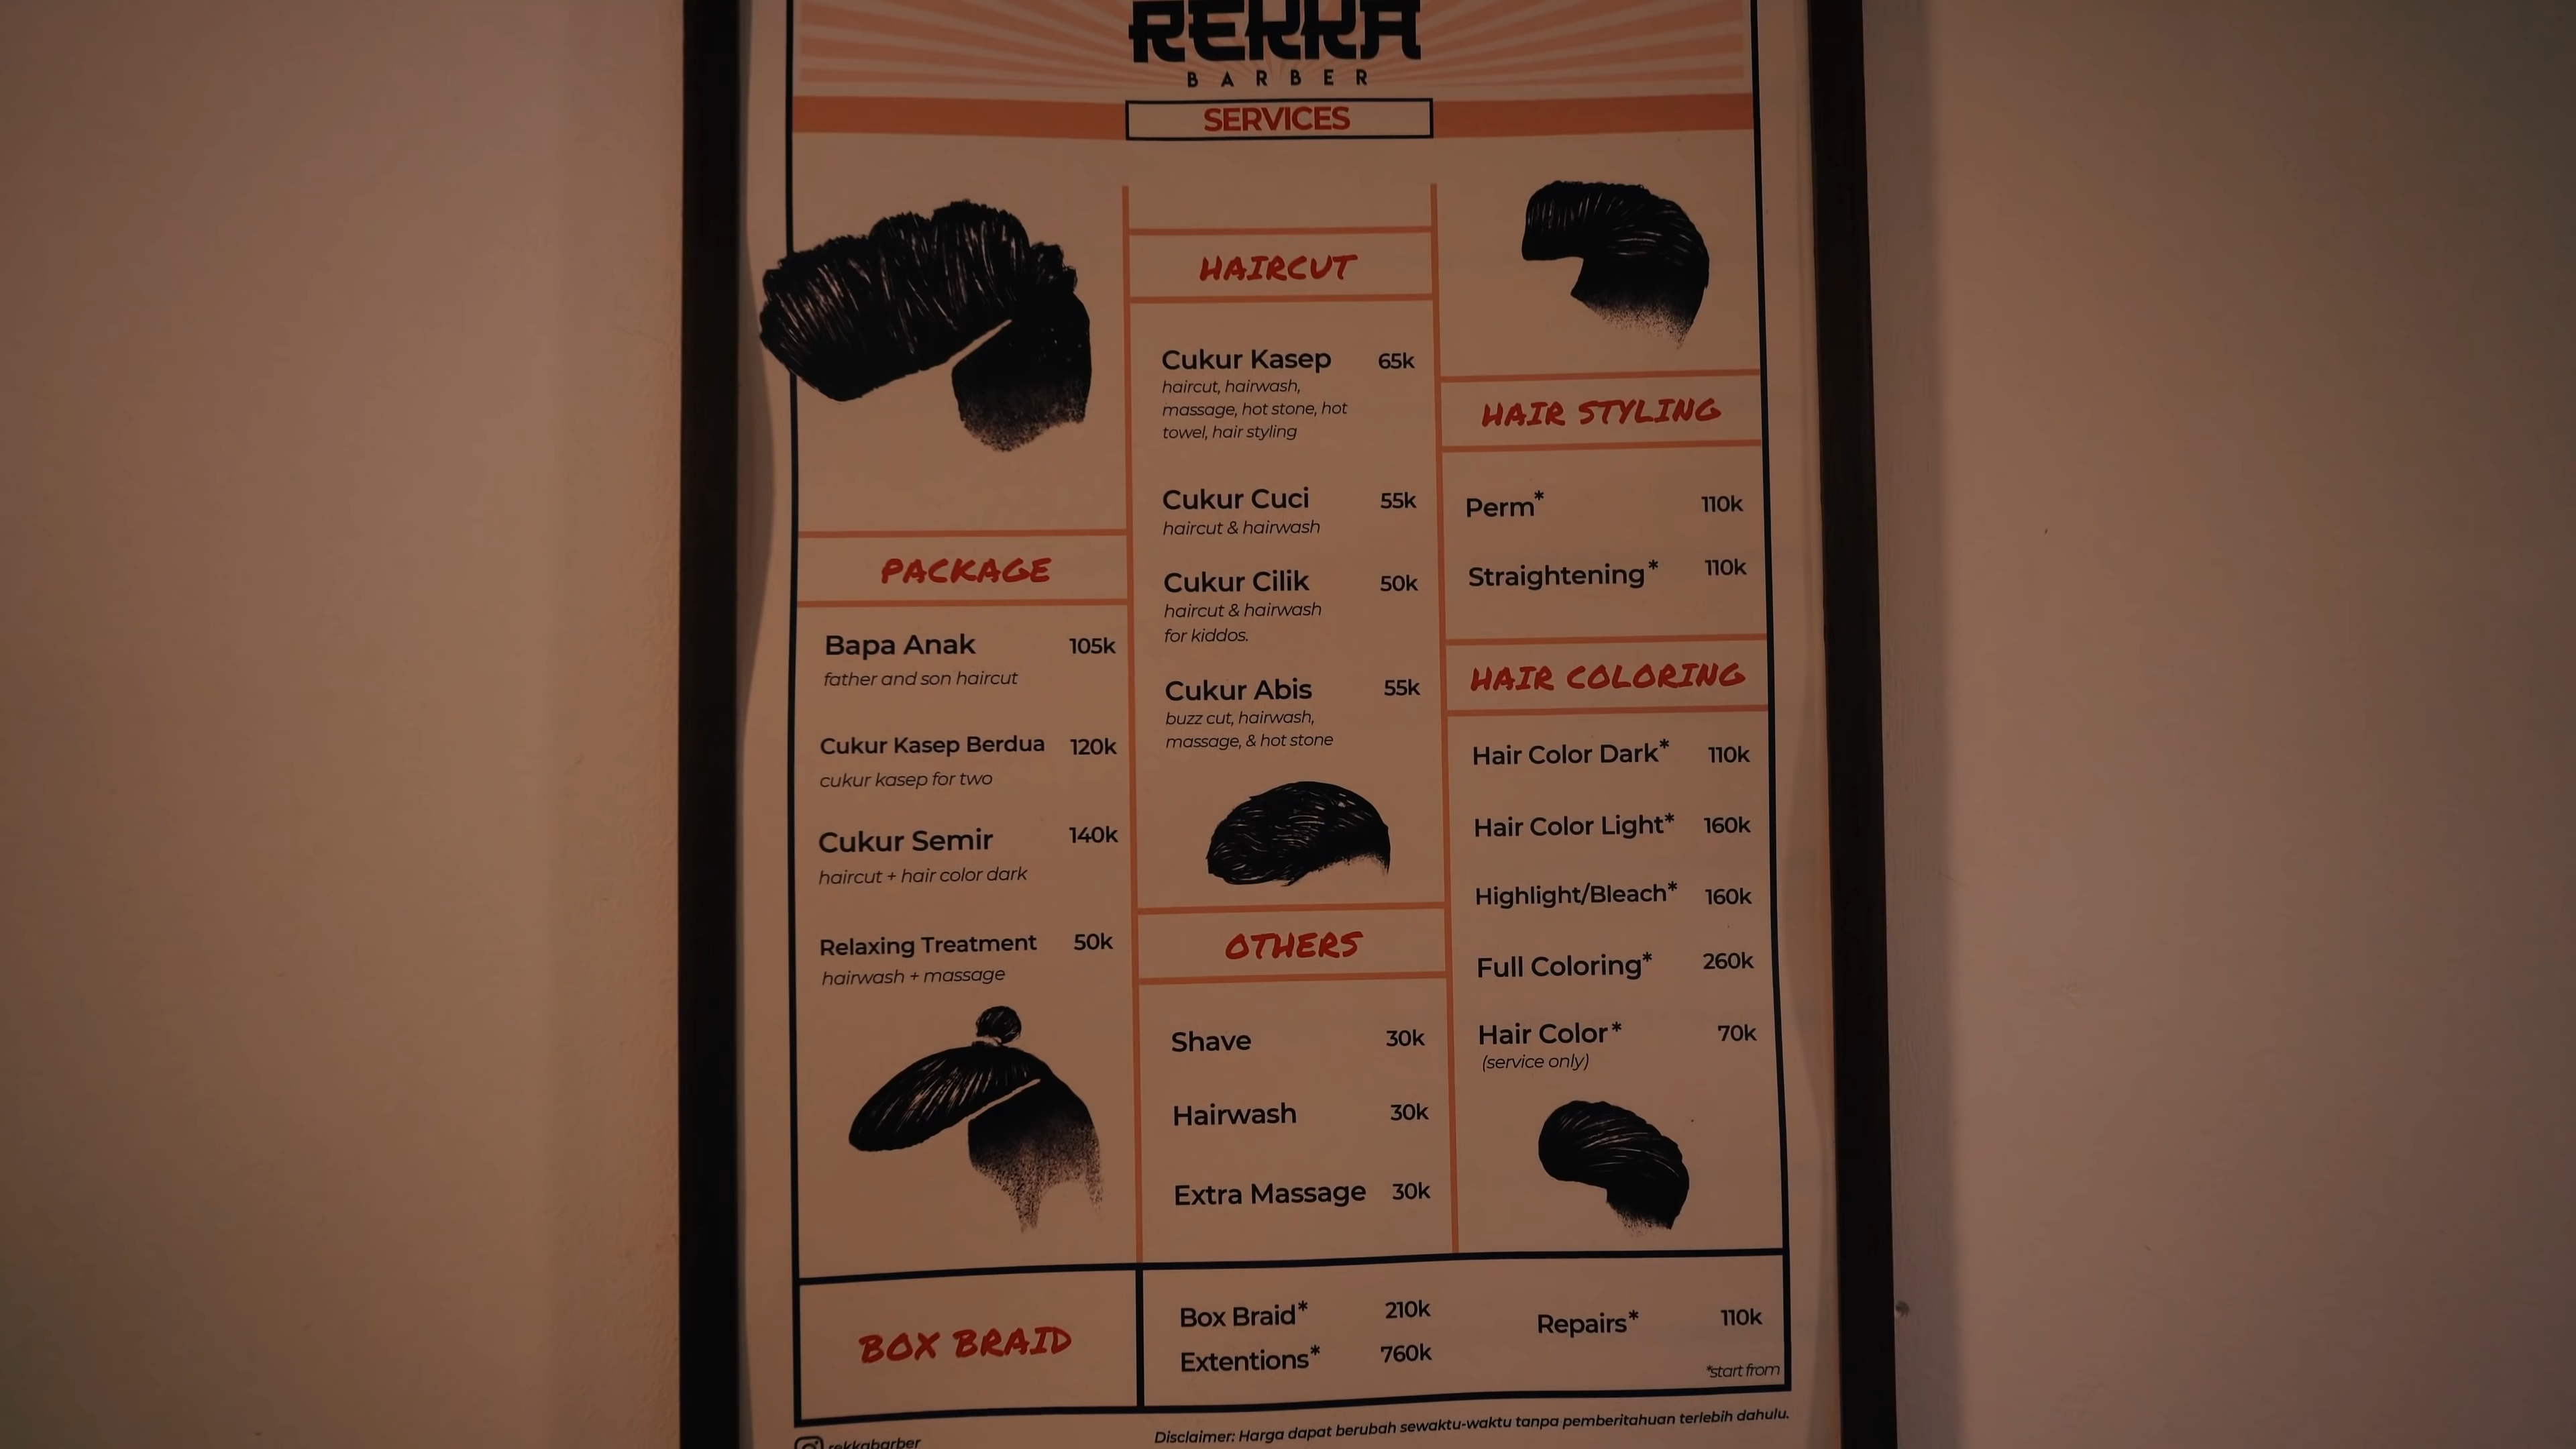 REKKA
BARBER
SERVICES
PACKAGE
Bapa Anak 105k
father and son haircut
Cukur Kasep Berdua 120k
cukur kasep for two
Cukur Semir 140k
haircut + hair color dark
Relaxing Treatment 50k
hairwash + massage
HAIRCUT
Cukur Kasep 65k
haircut, hairwash,
massage, hot stone, hot
towel, hair styling
Cukur Cuci 55k
haircut & hairwash
Cukur Cilik 50k
haircut & hairwash
for kiddos.
Cukur Abis 55k
buzz cut, hairwash,
massage, & hot stone
OTHERS
Shave 30k
Hairwash 30k
Extra Massage 30k
HAIR STYLING
Perm* 110k
Straightening* 110k
HAIR COLORING
Hair Color Dark* 110k
Hair Color Light* 160k
Highlight/Bleach* 160k
Full Coloring* 260k
Hair Color* 70k
(service only)
BOX BRAID
Box Braid* 210k
Extentions* 760k
Repairs* 110k
*start from
Disclaimer: Harga dapat berubah sewaktu-waktu tanpa pemberitahuan terlebih dahulu.
rekkabarber